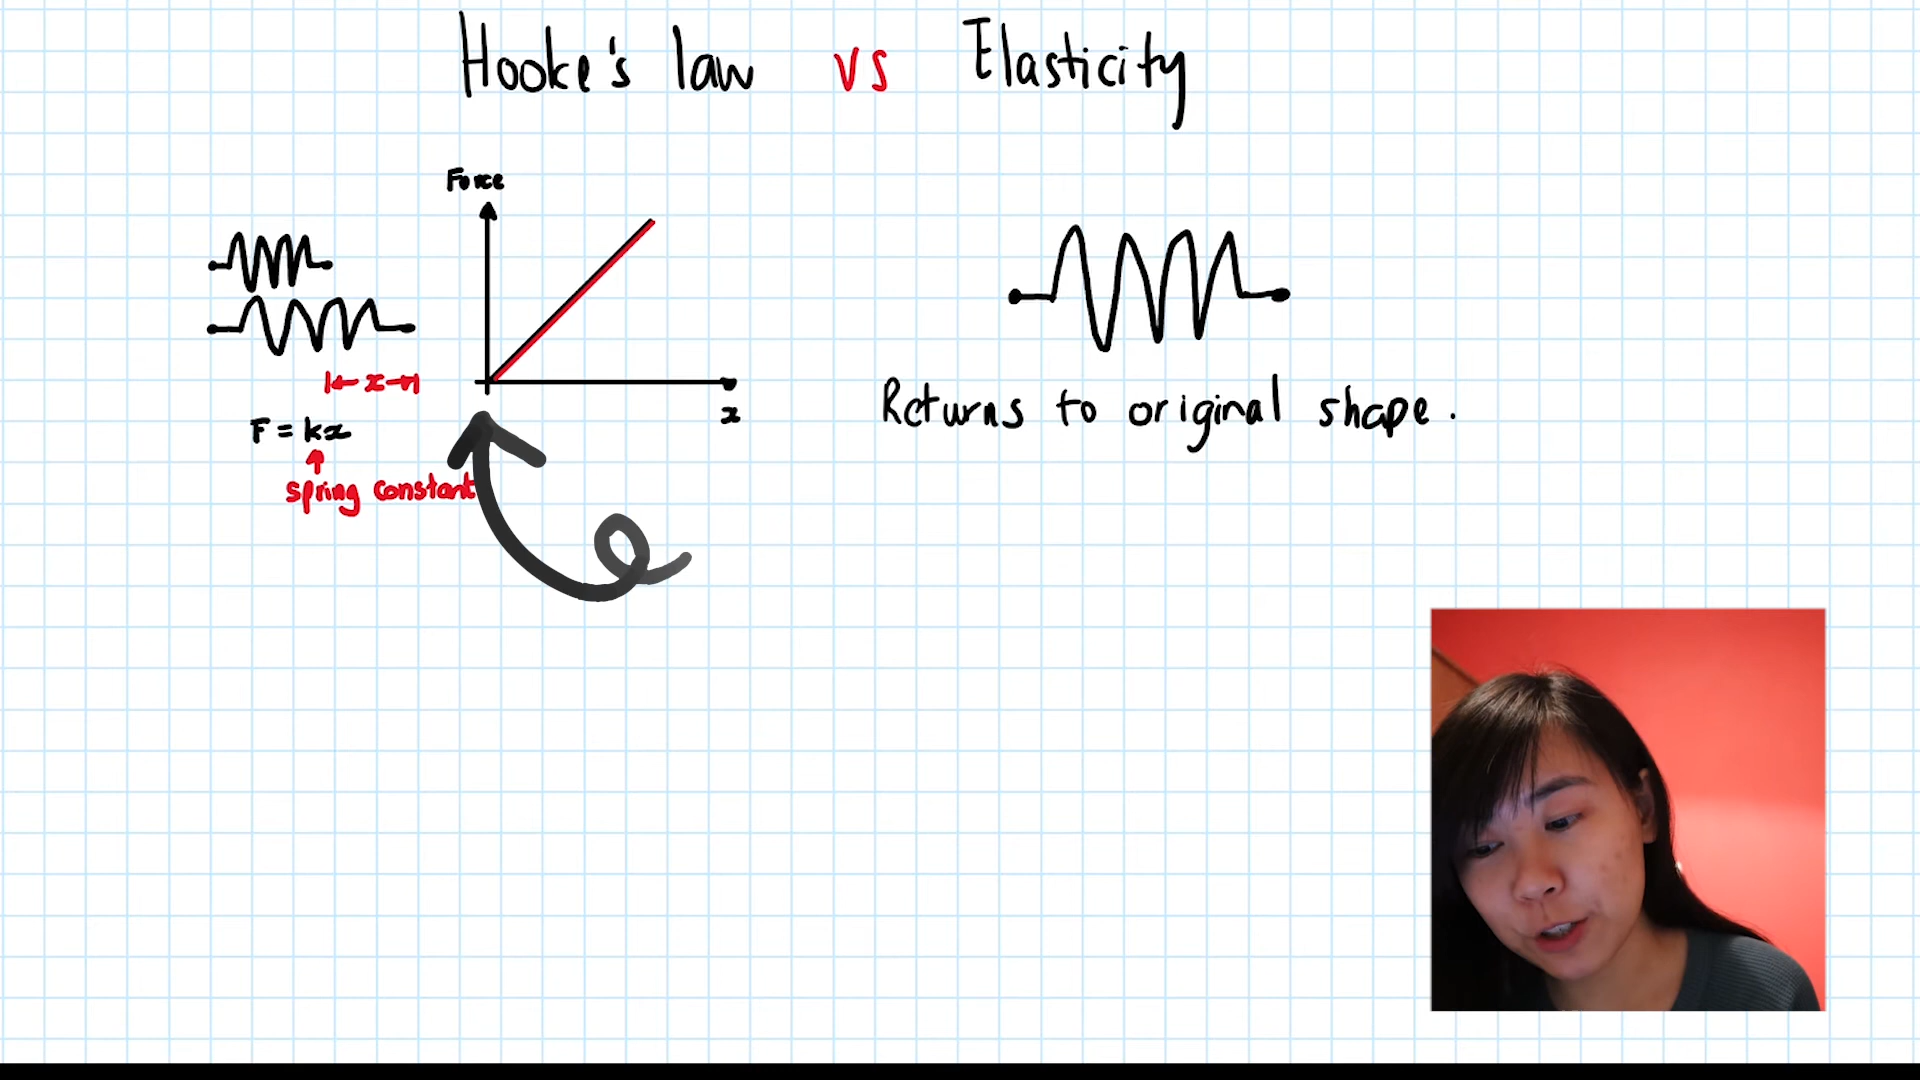 Hooke's law vs Elasticity
Force
x
x
F = kx
spring constant
Returns to original shape.